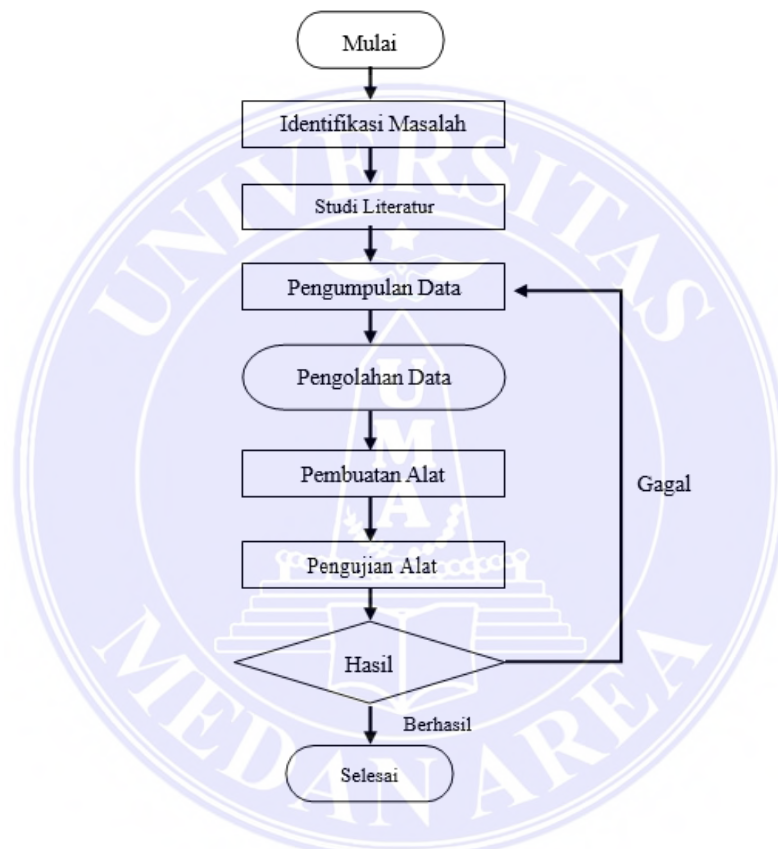 Mulai
Identifikasi Masalah
Studi Literatur
Pengumpulan Data
Pengolahan Data
Pembuatan Alat
Gagal
Pengujian Alat
Hasil
Berhasil
Selesai
UNIVERSITAS
UMA
MEDAN AREA